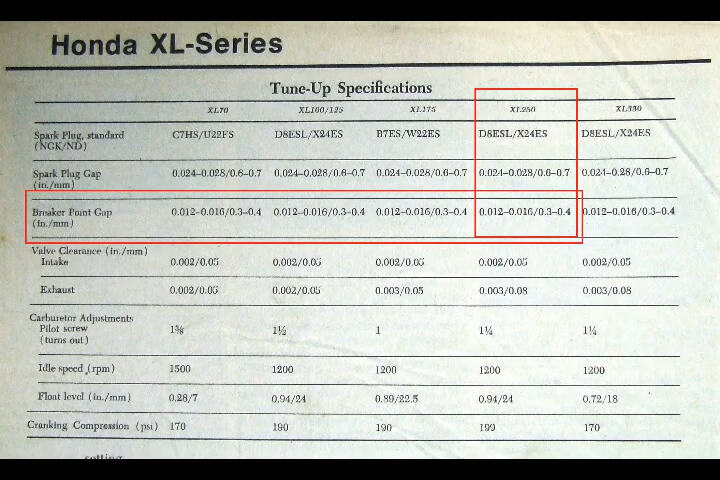 Honda XL-Series
Tune-Up Specifications
XL70 XL100/125 XL175 XL250 XL350
Spark Plug, standard C7HS/U22FS D8ESL/X24ES B7ES/W22ES D8ESL/X24ES D8ESL/X24ES
(NGK/ND)
Spark Plug Gap 0.024–0.028/0.6–0.7 0.024–0.028/0.6–0.7 0.024–0.028/0.6–0.7 0.024–0.028/0.6–0.7 0.024–0.28/0.6–0.7
(in./mm)
Breaker Point Gap 0.012–0.016/0.3–0.4 0.012–0.016/0.3–0.4 0.012–0.016/0.3–0.4 0.012–0.016/0.3–0.4 0.012–0.016/0.3–0.4
(in./mm)
Valve Clearance (in./mm)
Intake 0.002/0.05 0.002/0.05 0.002/0.05 0.002/0.05 0.002/0.05
Exhaust 0.002/0.05 0.002/0.05 0.003/0.05 0.003/0.08 0.003/0.08
Carburetor Adjustments
Pilot screw 1½ 1 1¼ 1¼
(turns out)
Idle speed (rpm) 1500 1200 1200 1200 1200
Float level (in./mm) 0.28/7 0.94/24 0.89/22.5 0.94/24 0.72/18
Cranking Compression (psi) 170 190 190 199 170